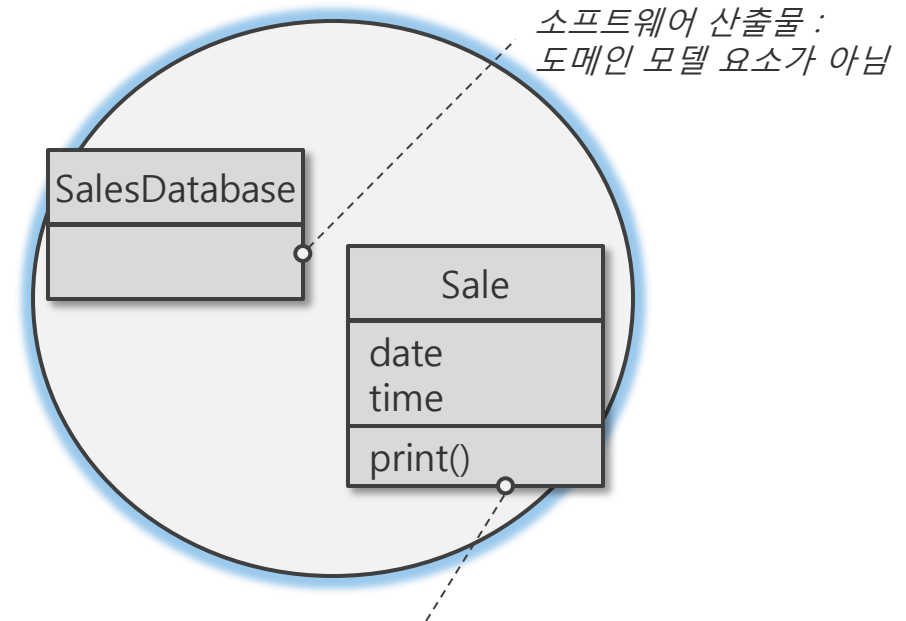 소프트웨어 산출물 :
도메인 모델 요소가 아님
SalesDatabase
Sale
date
time
print()